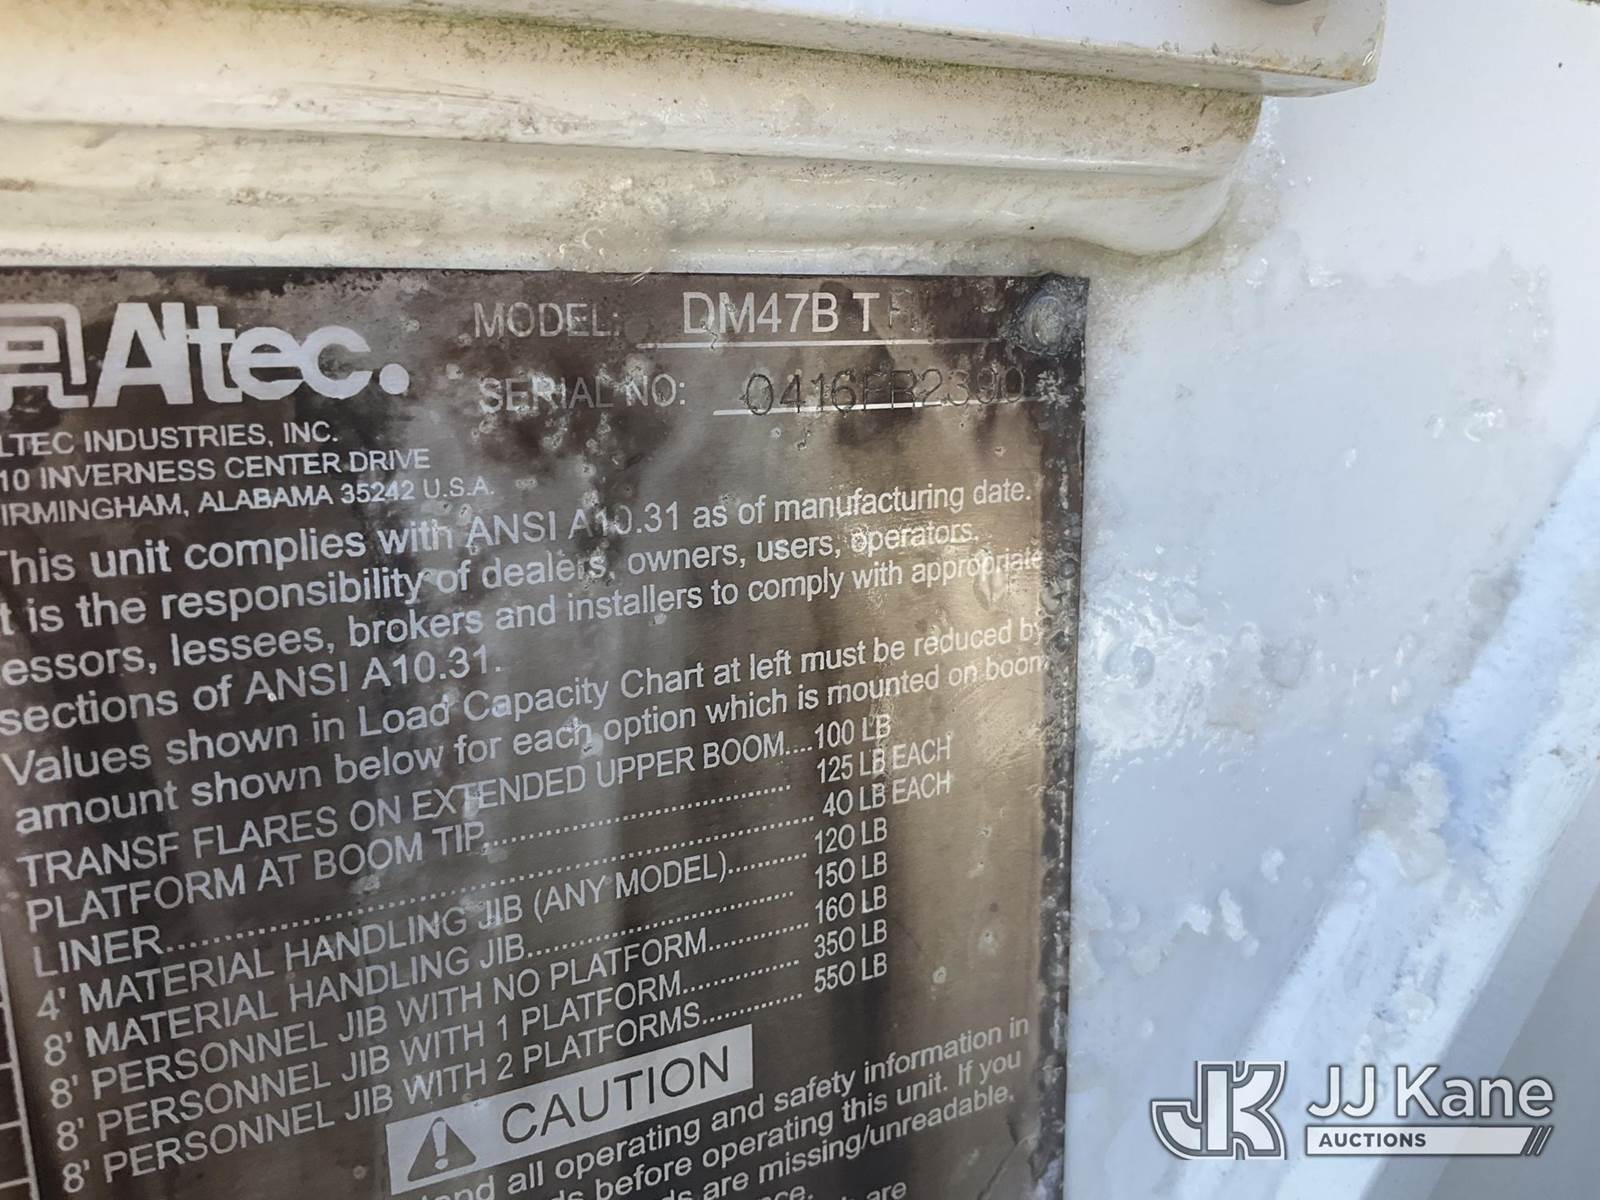 Altec.
MODEL: DM47B T
SERIAL NO: 0416FR2390
LTEC INDUSTRIES, INC.
10 INVERNESS CENTER DRIVE
IRMINGHAM, ALABAMA 35242 U.S.A.
This unit complies with ANSI A10.31 as of manufacturing date.
t is the responsibility of dealers, owners, users, operators,
essors, lessees, brokers and installers to comply with appropriate
sections of ANSI A10.31.
Values shown in Load Capacity Chart at left must be reduced by
amount shown below for each option which is mounted on boom
TRANSF FLARES ON EXTENDED UPPER BOOM....100 LB
PLATFORM AT BOOM TIP............................125 LB EACH
LINER............................................................40 LB EACH
4' MATERIAL HANDLING JIB (ANY MODEL)..........120 LB
8' MATERIAL HANDLING JIB..........................150 LB
8' PERSONNEL JIB WITH NO PLATFORM.............160 LB
8' PERSONNEL JIB WITH 1 PLATFORM...............350 LB
8' PERSONNEL JIB WITH 2 PLATFORMS.............550 LB
CAUTION
and all operating and safety information in
ds before operating this unit. If you
ds are missing/unreadable,
are
JJ Kane
AUCTIONS